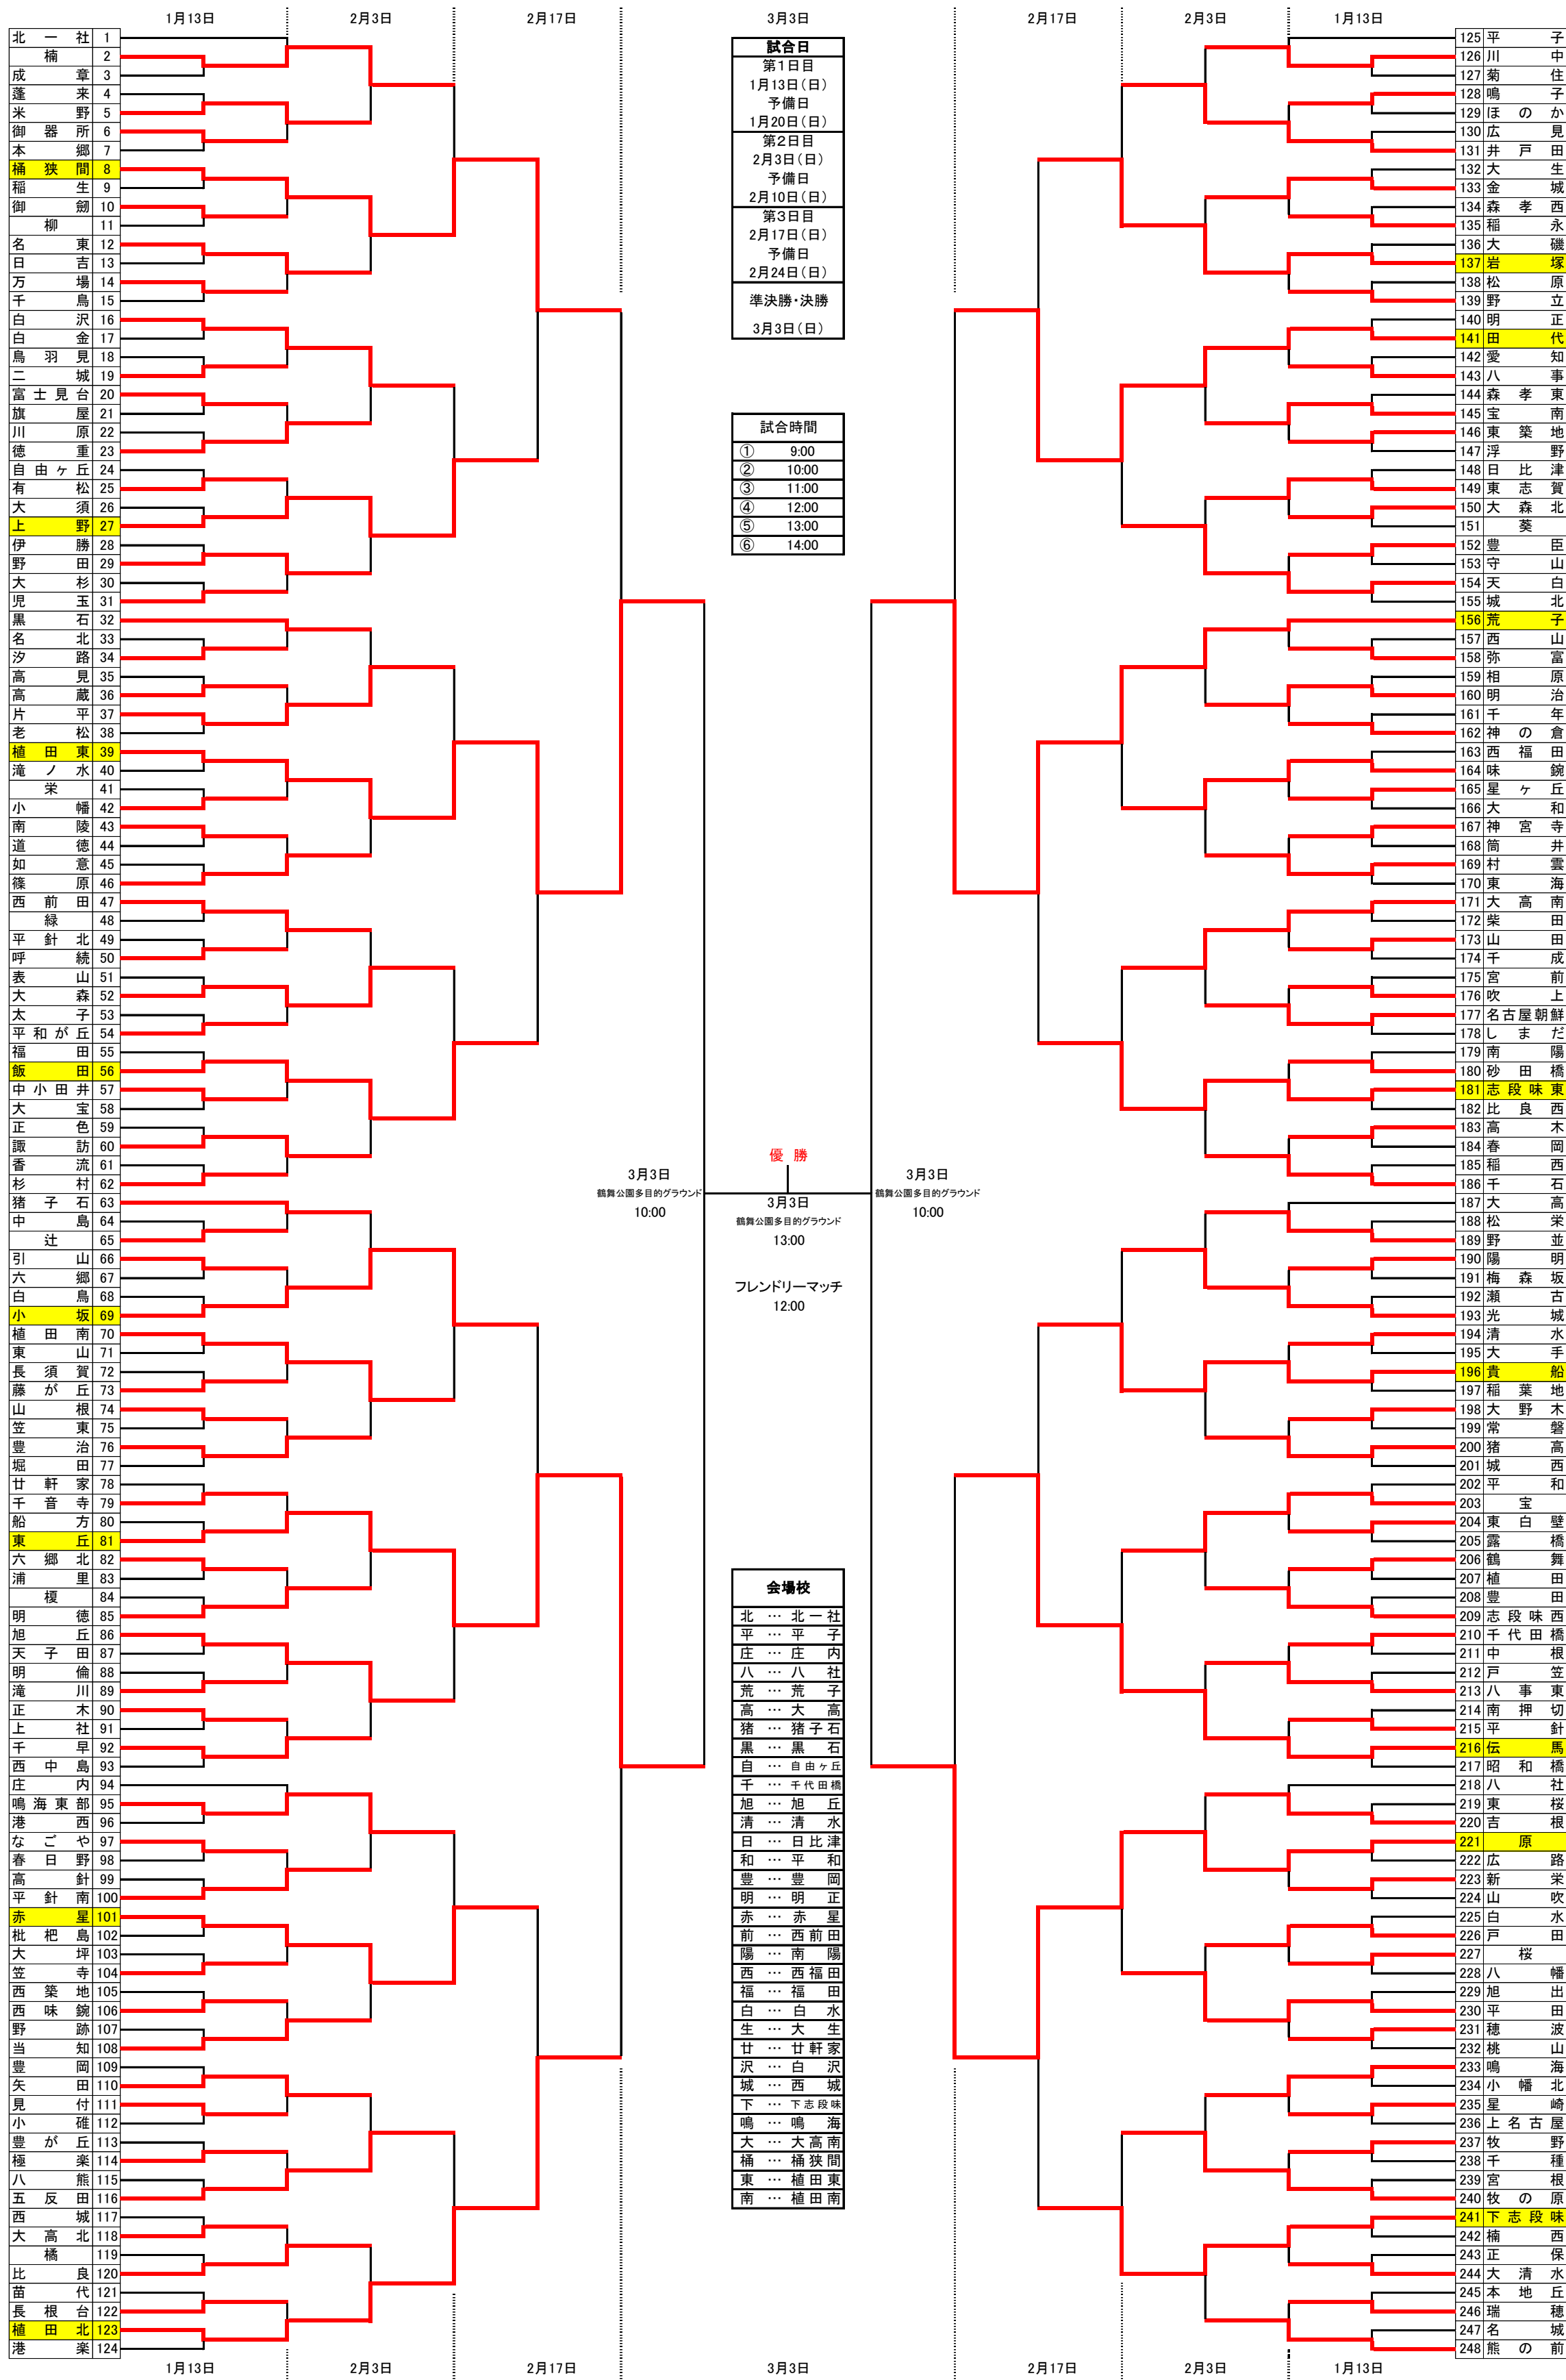 1月13日 2月3日 2月17日 3月3日 2月17日 2月3日 1月13日
北一社 1
楠 2
成章 3
蓬来 4
米野 5
御器所 6
本郷 7
桶狭間 8
稲生 9
御劔 10
柳 11
名東 12
日吉 13
万場 14
千鳥 15
白沢 16
白金 17
鳥羽見 18
二城 19
富士見台 20
旗屋 21
川原 22
徳重 23
自由ヶ丘 24
有松 25
大須 26
上野 27
伊勝 28
野田 29
大杉 30
児玉 31
黒石 32
名北 33
汐路 34
高見 35
高蔵 36
片平 37
老松 38
植田東 39
滝ノ水 40
栄 41
小幡 42
南陵 43
道徳 44
如意 45
篠原 46
西前田 47
緑 48
平針北 49
呼続 50
表山 51
大森 52
太子 53
平和が丘 54
福田 55
飯田 56
中小田井 57
大宝 58
正色 59
諏訪 60
香流 61
杉村 62
猪子石 63
中島 64
辻 65
引山 66
六郷 67
白鳥 68
小坂 69
植田南 70
東山 71
長須賀 72
藤が丘 73
山根 74
笠東 75
豊治 76
堀田 77
廿軒家 78
千音寺 79
船方 80
東丘 81
六郷北 82
浦里 83
榎 84
明徳 85
旭丘 86
天子田 87
明倫 88
滝川 89
正木 90
上社 91
千早 92
西中島 93
庄内 94
鳴海東部 95
港西 96
なごや 97
春日野 98
高針 99
平針南 100
赤星 101
枇杷島 102
大坪 103
笠寺 104
西築地 105
西味鋺 106
野跡 107
当知 108
豊岡 109
矢田 110
見付 111
小碓 112
豊が丘 113
極楽 114
八熊 115
五反田 116
西城 117
大高北 118
橘 119
比良 120
苗代 121
長根台 122
植田北 123
港楽 124
試合日
第1日目
1月13日(日)
予備日
1月20日(日)
第2日目
2月3日(日)
予備日
2月10日(日)
第3日目
2月17日(日)
予備日
2月24日(日)
準決勝・決勝
3月3日(日)
試合時間
① 9:00
② 10:00
③ 11:00
④ 12:00
⑤ 13:00
⑥ 14:00
優勝
3月3日
鶴舞公園多目的グラウンド
10:00
3月3日
鶴舞公園多目的グラウンド
13:00
3月3日
鶴舞公園多目的グラウンド
10:00
フレンドリーマッチ
12:00
会場校
北 … 北一社
平 … 平子
庄 … 庄内
八 … 八社
荒 … 荒子
高 … 大高
猪 … 猪子石
黒 … 黒石
自 … 自由ヶ丘
千 … 千代田橋
旭 … 旭丘
清 … 清水
日 … 日比津
和 … 平和
豊 … 豊岡
明 … 明正
赤 … 赤星
前 … 西前田
陽 … 南陽
西 … 西福田
福 … 福田
白 … 白水
生 … 大生
廿 … 廿軒家
沢 … 白沢
城 … 西城
下 … 下志段味
鳴 … 鳴海
大 … 大高南
桶 … 桶狭間
東 … 植田東
南 … 植田南
125 平子
126 川中
127 菊住
128 鳴子
129 ほのか
130 広見
131 井戸田
132 大生
133 金城
134 森孝西
135 稲永
136 大磯
137 岩塚
138 松原
139 野立
140 明正
141 田代
142 愛知
143 八事
144 森孝東
145 宝南
146 東築地
147 浮野
148 日比津
149 東志賀
150 大森北
151 葵
152 豊臣
153 守山
154 天白
155 城北
156 荒子
157 西山
158 弥富
159 相原
160 明治
161 千年
162 神の倉
163 西福田
164 味鋺
165 星ヶ丘
166 大和
167 神宮寺
168 筒井
169 村雲
170 東海
171 大高南
172 柴田
173 山田
174 千成
175 宮前
176 吹上
177 名古屋朝鮮
178 しまだ
179 南陽
180 砂田橋
181 志段味東
182 比良西
183 高木
184 春岡
185 稲西
186 千石
187 大高
188 松栄
189 野並
190 陽明
191 梅森坂
192 瀬古
193 光城
194 清水
195 大手
196 貴船
197 稲葉地
198 大野木
199 常磐
200 猪高
201 城西
202 平和
203 宝
204 東白壁
205 露橋
206 鶴舞
207 植田
208 豊田
209 志段味西
210 千代田橋
211 中根
212 戸笠
213 八事東
214 南押切
215 平針
216 伝馬
217 昭和橋
218 八社
219 東桜
220 吉根
221 原
222 広路
223 新栄
224 山吹
225 白水
226 戸田
227 桜
228 八幡
229 旭出
230 平田
231 穂波
232 桃山
233 鳴海
234 小幡北
235 星崎
236 上名古屋
237 牧野
238 千種
239 宮根
240 牧の原
241 下志段味
242 楠西
243 正保
244 大清水
245 本地丘
246 瑞穂
247 名城
248 熊の前
1月13日 2月3日 2月17日 3月3日 2月17日 2月3日 1月13日